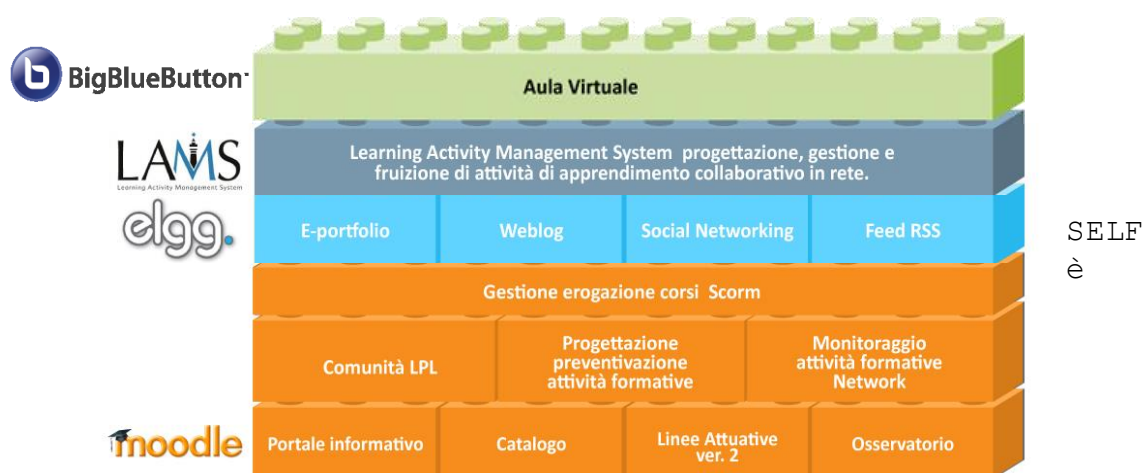 BigBlueButton™
Aula Virtuale
LAMS
Learning Activity Management System
Learning Activity Management System progettazione, gestione e
fruizione di attività di apprendimento collaborativo in rete.
elgg.
E-portfolio
Weblog
Social Networking
Feed RSS
SELF
è
Gestione erogazione corsi Scorm
Comunità LPL
Progettazione
preventivazione
attività formative
Monitoraggio
attività formative
Network
moodle
Portale informativo
Catalogo
Linee Attuative
ver. 2
Osservatorio